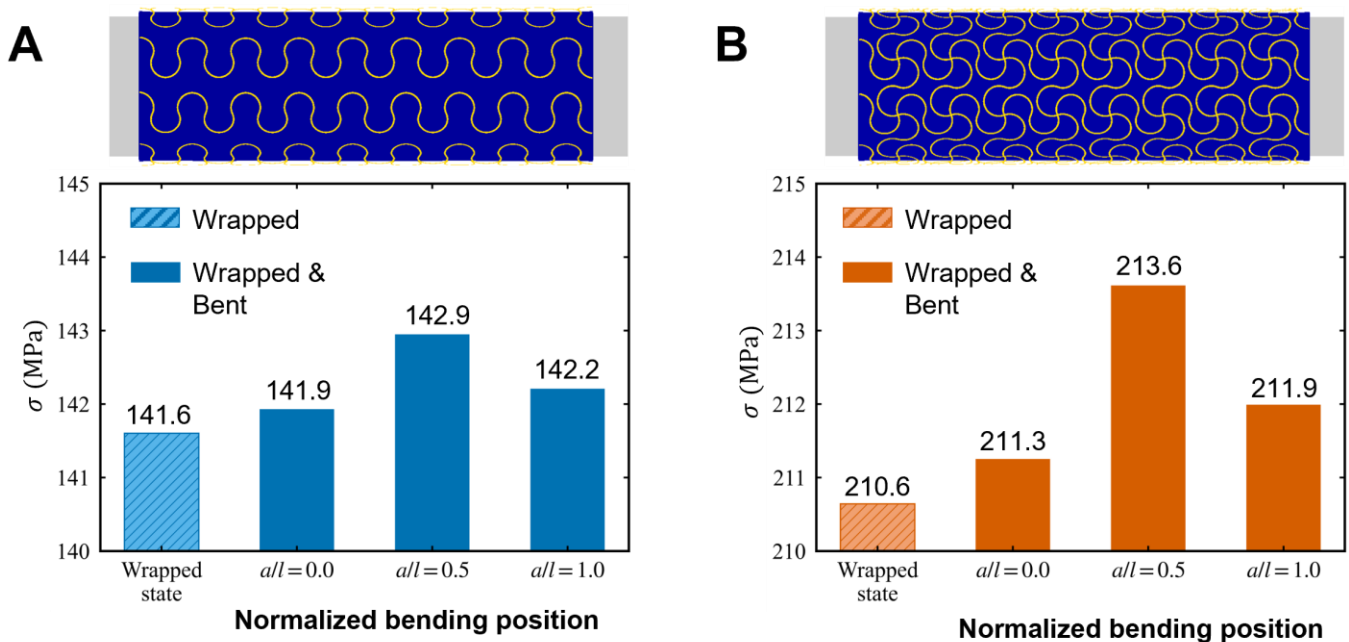 A
145
144
143
142
141
140
σ (MPa)
Wrapped
Wrapped &
Bent
141.6
141.9
142.9
142.2
Wrapped
state
a/l = 0.0
a/l = 0.5
a/l = 1.0
Normalized bending position
B
215
214
213
212
211
210
σ (MPa)
Wrapped
Wrapped &
Bent
210.6
211.3
213.6
211.9
Wrapped
state
a/l = 0.0
a/l = 0.5
a/l = 1.0
Normalized bending position